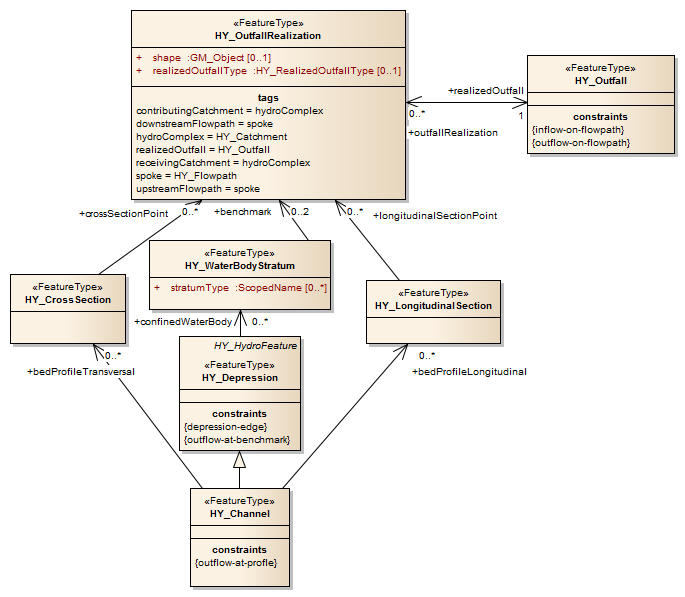 «FeatureType»
HY_OutfallRealization
+ shape :GM_Object [0..1]
+ realizedOutfallType :HY_RealizedOutfallType [0..1]
tags
contributingCatchment = hydroComplex
downstreamFlowpath = spoke
hydroComplex = HY_Catchment
realizedOutfall = HY_Outfall
receivingCatchment = hydroComplex
spoke = HY_Flowpath
upstreamFlowpath = spoke
+realizedOutfall
0..*
1
+outfallRealization
«FeatureType»
HY_Outfall
constraints
{inflow-on-flowpath}
{outflow-on-flowpath}
+crossSectionPoint
0..*
+benchmark
0..2
0..*
+longitudinalSectionPoint
«FeatureType»
HY_WaterBodyStratum
+ stratumType :ScopedName [0..*]
«FeatureType»
HY_CrossSection
«FeatureType»
HY_LongitudinalSection
+confinedWaterBody
0..*
HY_HydroFeature
«FeatureType»
HY_Depression
constraints
{depression-edge}
{outflow-at-benchmark}
0..*
+bedProfileTransversal
0..*
+bedProfileLongitudinal
«FeatureType»
HY_Channel
constraints
{outflow-at-profle}